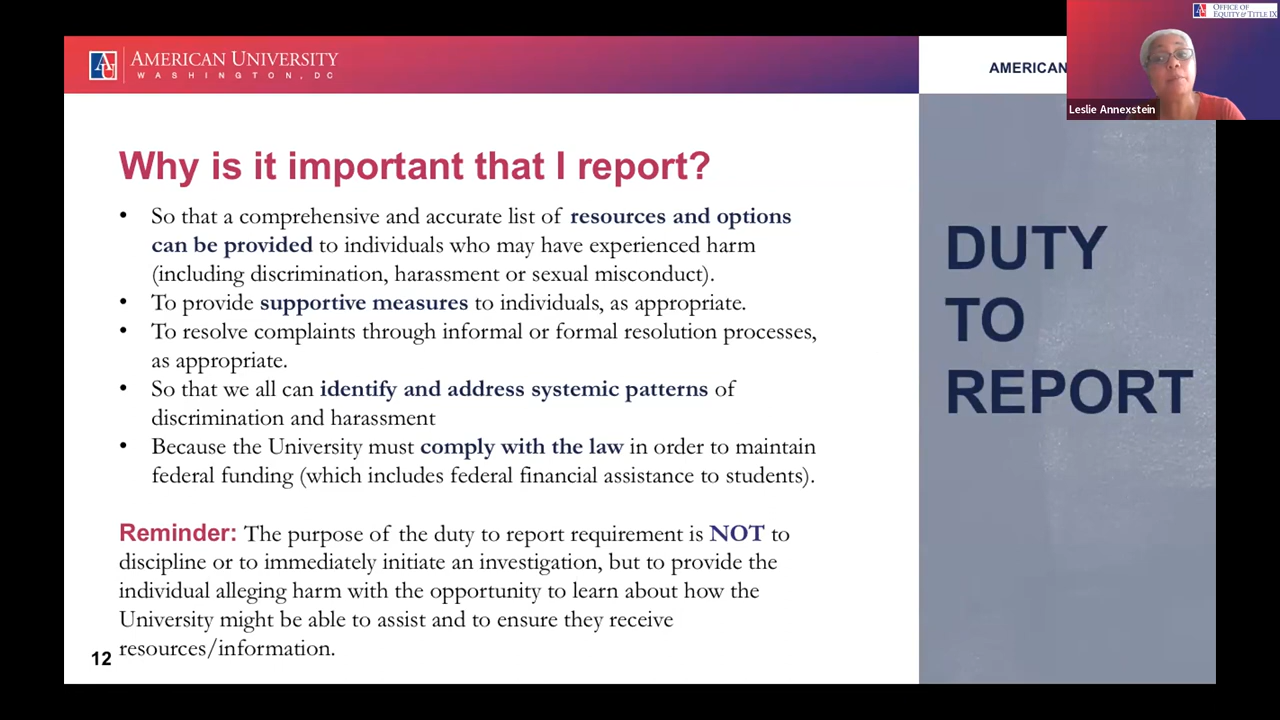 AMERICAN UNIVERSITY
WASHINGTON, DC
AMERICAN
OFFICE OF
EQUITY & TITLE IX
Leslie Annexstein
Why is it important that I report?
• So that a comprehensive and accurate list of resources and options
can be provided to individuals who may have experienced harm
(including discrimination, harassment or sexual misconduct).
• To provide supportive measures to individuals, as appropriate.
• To resolve complaints through informal or formal resolution processes,
as appropriate.
• So that we all can identify and address systemic patterns of
discrimination and harassment
• Because the University must comply with the law in order to maintain
federal funding (which includes federal financial assistance to students).
Reminder: The purpose of the duty to report requirement is NOT to
discipline or to immediately initiate an investigation, but to provide the
individual alleging harm with the opportunity to learn about how the
University might be able to assist and to ensure they receive
resources/information.
12
DUTY
TO
REPORT